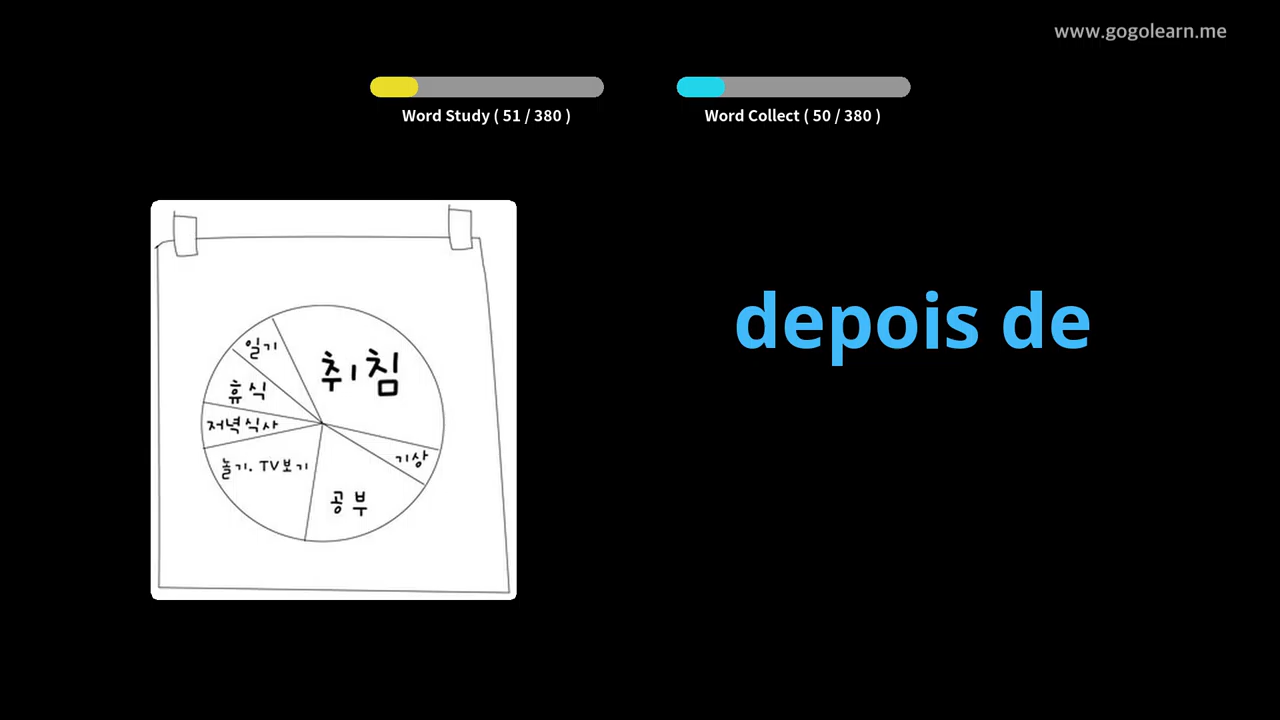 www.gogolearn.me
Word Study ( 51 / 380 )
Word Collect ( 50 / 380 )
일기
취침
휴식
저녁식사
놀기. TV보기
기상
공부
depois de